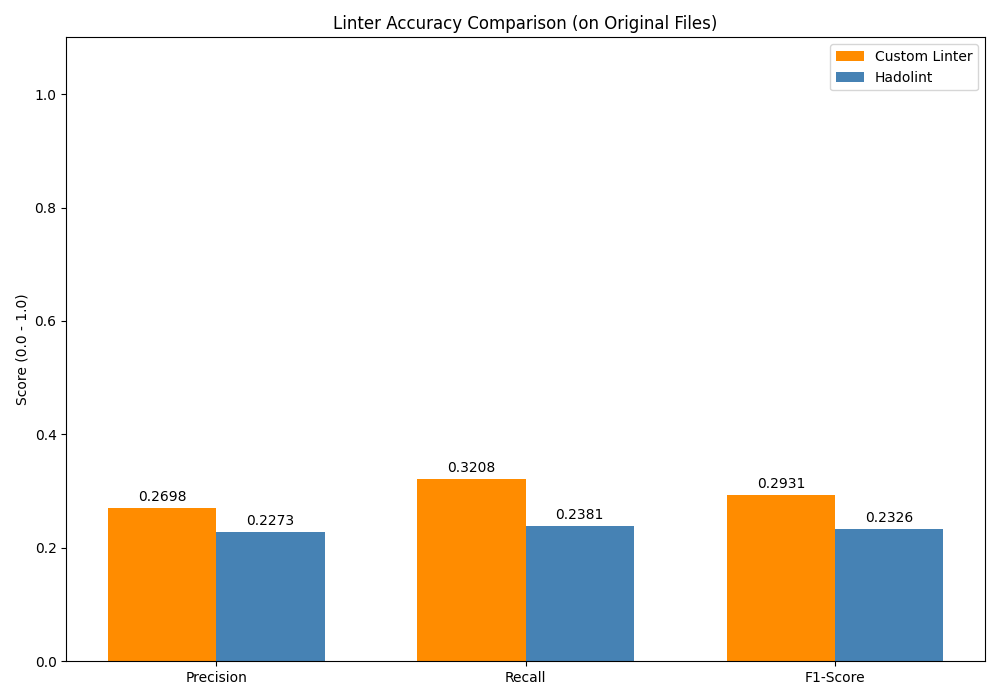 Linter Accuracy Comparison (on Original Files)
Custom Linter
Hadolint
Score (0.0 - 1.0)
1.0
0.8
0.6
0.4
0.2
0.0
0.2698
0.2273
0.3208
0.2381
0.2931
0.2326
Precision
Recall
F1-Score